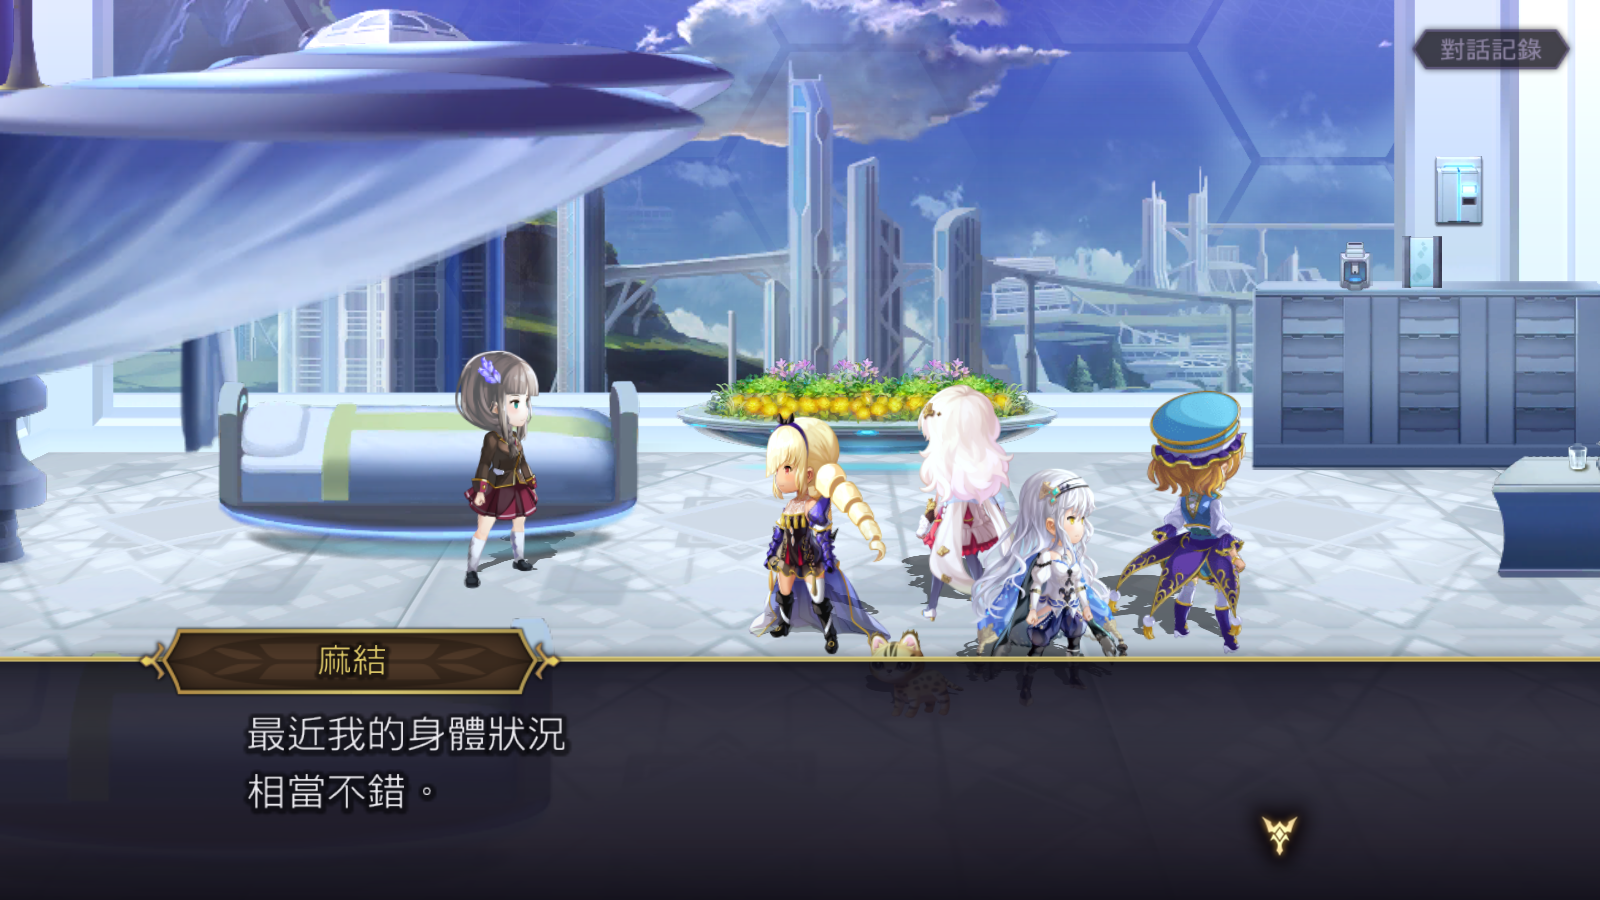 對話記錄
麻結
最近我的身體狀況
相當不錯。